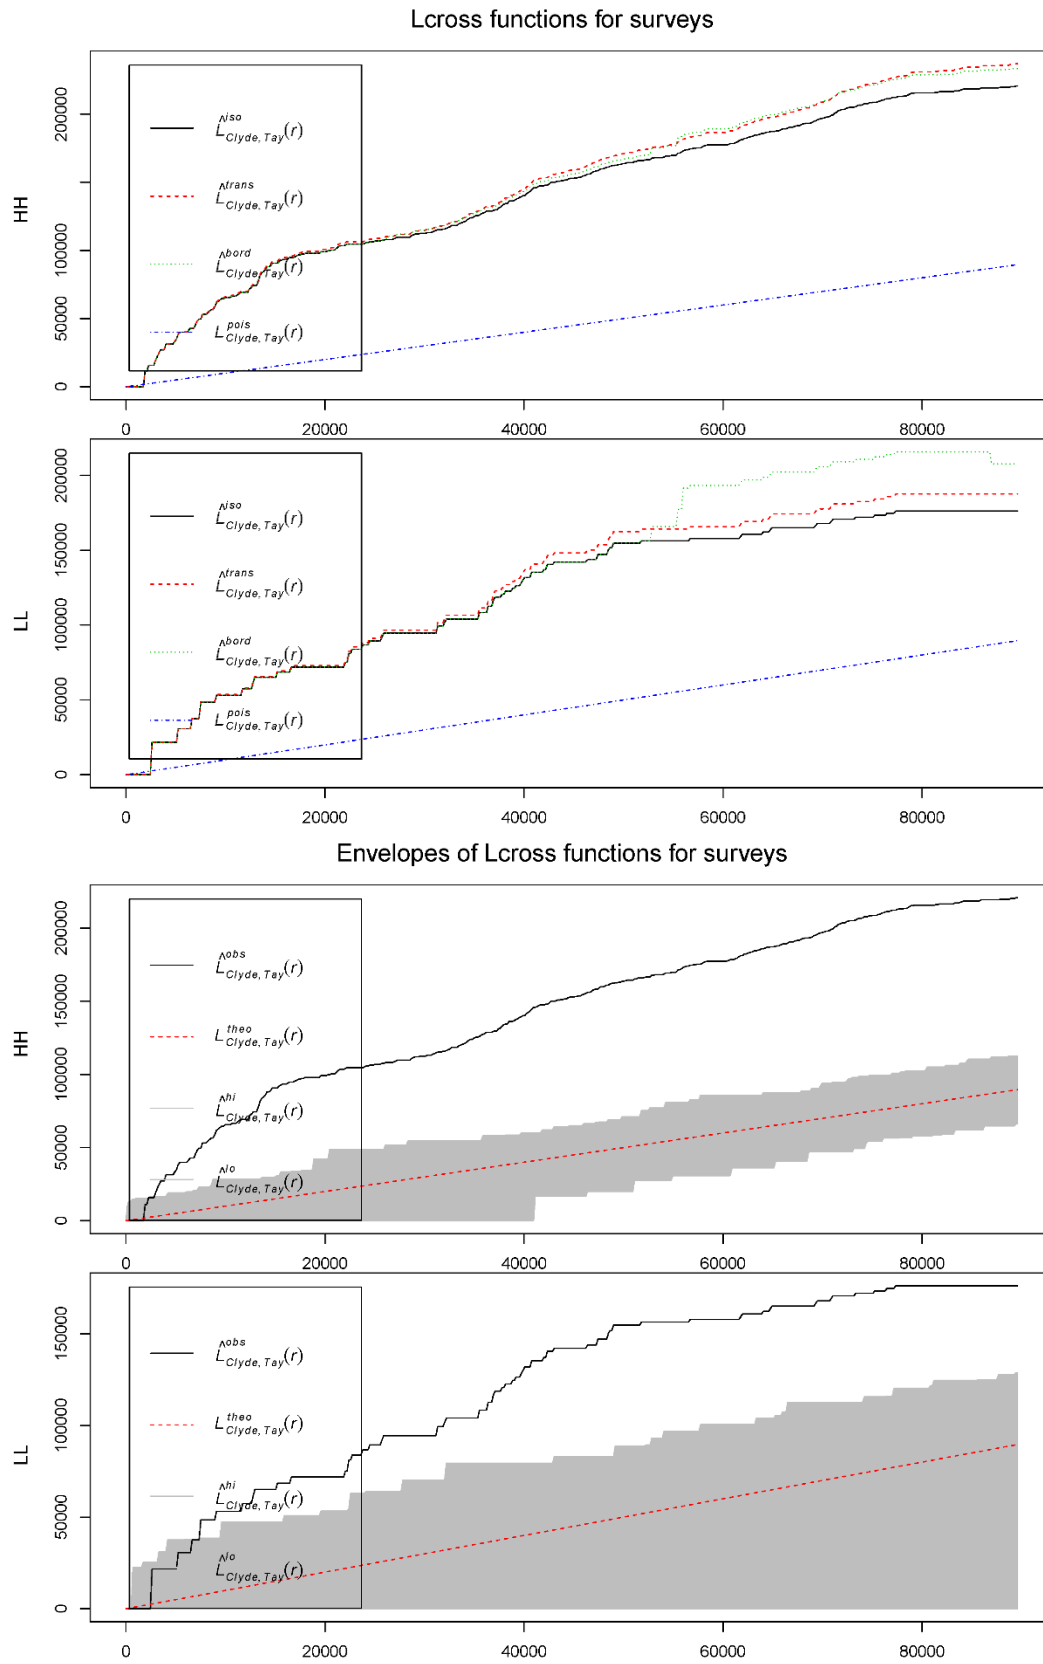 Lcross functions for surveys
HH
200000
100000
50000
0
L̂ iso Clyde,Tay (r)
L̂ trans Clyde,Tay (r)
L̂ bord Clyde,Tay (r)
L pois Clyde,Tay (r)
0 20000 40000 60000 80000
LL
200000
150000
100000
50000
0
L̂ iso Clyde,Tay (r)
L̂ trans Clyde,Tay (r)
L̂ bord Clyde,Tay (r)
L pois Clyde,Tay (r)
0 20000 40000 60000 80000
Envelopes of Lcross functions for surveys
HH
200000
150000
100000
50000
0
L̂ obs Clyde,Tay (r)
L theo Clyde,Tay (r)
L̂ hi Clyde,Tay (r)
L̂ lo Clyde,Tay (r)
0 20000 40000 60000 80000
LL
150000
100000
50000
0
L̂ obs Clyde,Tay (r)
L theo Clyde,Tay (r)
L̂ hi Clyde,Tay (r)
L̂ lo Clyde,Tay (r)
0 20000 40000 60000 80000